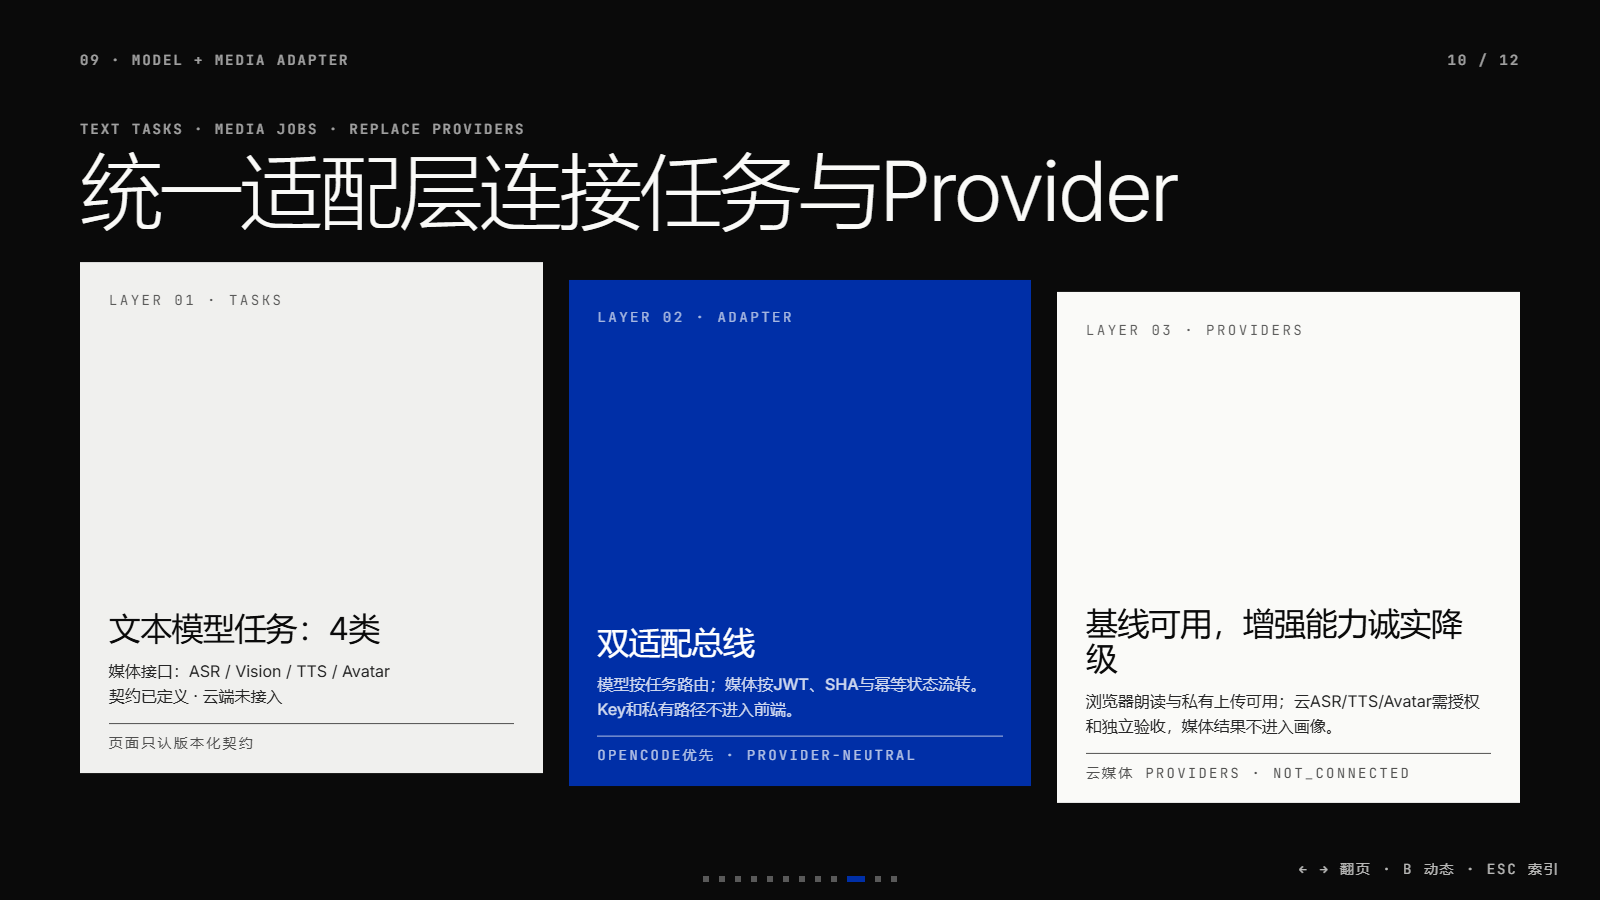 09 · MODEL + MEDIA ADAPTER
10 / 12
TEXT TASKS · MEDIA JOBS · REPLACE PROVIDERS
统一适配层连接任务与Provider
LAYER 01 · TASKS
文本模型任务：4类
媒体接口：ASR / Vision / TTS / Avatar
契约已定义 · 云端未接入
页面只认版本化契约
LAYER 02 · ADAPTER
双适配总线
模型按任务路由；媒体按JWT、SHA与幂等状态流转。
Key和私有路径不进入前端。
OPENCODE优先 · PROVIDER-NEUTRAL
LAYER 03 · PROVIDERS
基线可用，增强能力诚实降
级
浏览器朗读与私有上传可用；云ASR/TTS/Avatar需授权
和独立验收，媒体结果不进入画像。
云媒体 PROVIDERS · NOT_CONNECTED
← → 翻页 · B 动态 · ESC 索引